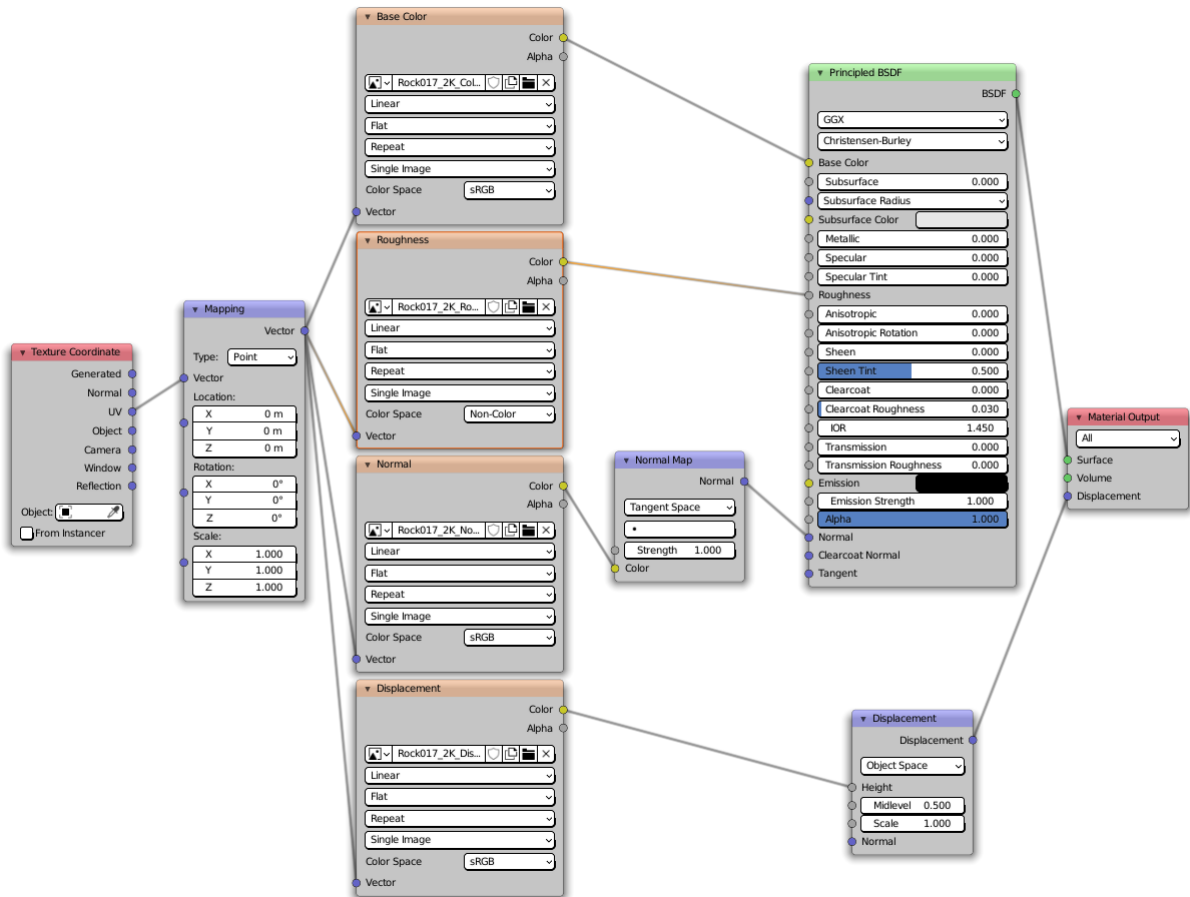 Texture Coordinate
Generated
Normal
UV
Object
Camera
Window
Reflection
Object:
From Instancer
Mapping
Vector
Type: Point
Vector
Location:
X 0 m
Y 0 m
Z 0 m
Rotation:
X 0°
Y 0°
Z 0°
Scale:
X 1.000
Y 1.000
Z 1.000
Base Color
Color
Alpha
Rock017_2K_Col...
Linear
Flat
Repeat
Single Image
Color Space sRGB
Vector
Roughness
Color
Alpha
Rock017_2K_Ro...
Linear
Flat
Repeat
Single Image
Color Space Non-Color
Vector
Normal
Color
Alpha
Rock017_2K_No...
Linear
Flat
Repeat
Single Image
Color Space sRGB
Vector
Displacement
Color
Alpha
Rock017_2K_Dis...
Linear
Flat
Repeat
Single Image
Color Space sRGB
Vector
Normal Map
Normal
Tangent Space
Strength 1.000
Color
Principled BSDF
BSDF
GGX
Christensen-Burley
Base Color
Subsurface 0.000
Subsurface Radius
Subsurface Color
Metallic 0.000
Specular 0.000
Specular Tint 0.000
Roughness
Anisotropic 0.000
Anisotropic Rotation 0.000
Sheen 0.000
Sheen Tint 0.500
Clearcoat 0.000
Clearcoat Roughness 0.030
IOR 1.450
Transmission 0.000
Transmission Roughness 0.000
Emission
Emission Strength 1.000
Alpha 1.000
Normal
Clearcoat Normal
Tangent
Displacement
Displacement
Object Space
Height
Midlevel 0.500
Scale 1.000
Normal
Material Output
All
Surface
Volume
Displacement